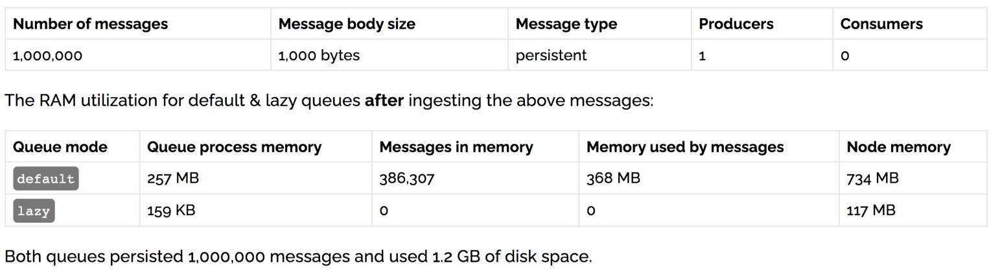 Number of messages Message body size Message type Producers Consumers
1,000,000 1,000 bytes persistent 1 0
The RAM utilization for default & lazy queues after ingesting the above messages:
Queue mode Queue process memory Messages in memory Memory used by messages Node memory
default 257 MB 386,307 368 MB 734 MB
lazy 159 KB 0 0 117 MB
Both queues persisted 1,000,000 messages and used 1.2 GB of disk space.